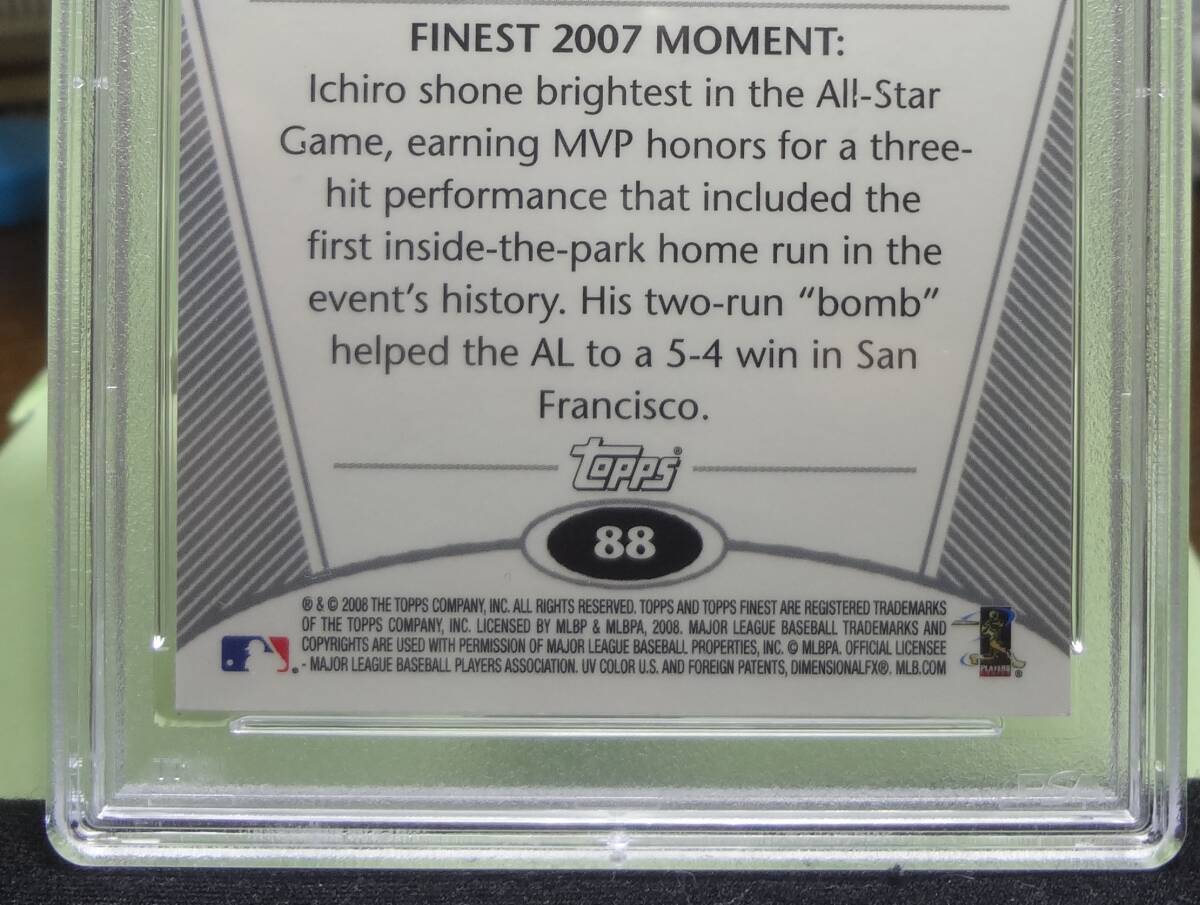 FINEST 2007 MOMENT:
Ichiro shone brightest in the All-Star
Game, earning MVP honors for a three-
hit performance that included the
first inside-the-park home run in the
event's history. His two-run “bomb”
helped the AL to a 5-4 win in San
Francisco.
Topps®
88
® & © 2008 THE TOPPS COMPANY, INC. ALL RIGHTS RESERVED. TOPPS AND TOPPS FINEST ARE REGISTERED TRADEMARKS
OF THE TOPPS COMPANY, INC. LICENSED BY MLBP & MLBPA, 2008. MAJOR LEAGUE BASEBALL TRADEMARKS AND
COPYRIGHTS ARE USED WITH PERMISSION OF MAJOR LEAGUE BASEBALL PROPERTIES, INC. © MLBPA. OFFICIAL LICENSEE
- MAJOR LEAGUE BASEBALL PLAYERS ASSOCIATION. UV COLOR U.S. AND FOREIGN PATENTS, DIMENSIONALFX®. MLB.COM
PLAYERS
®